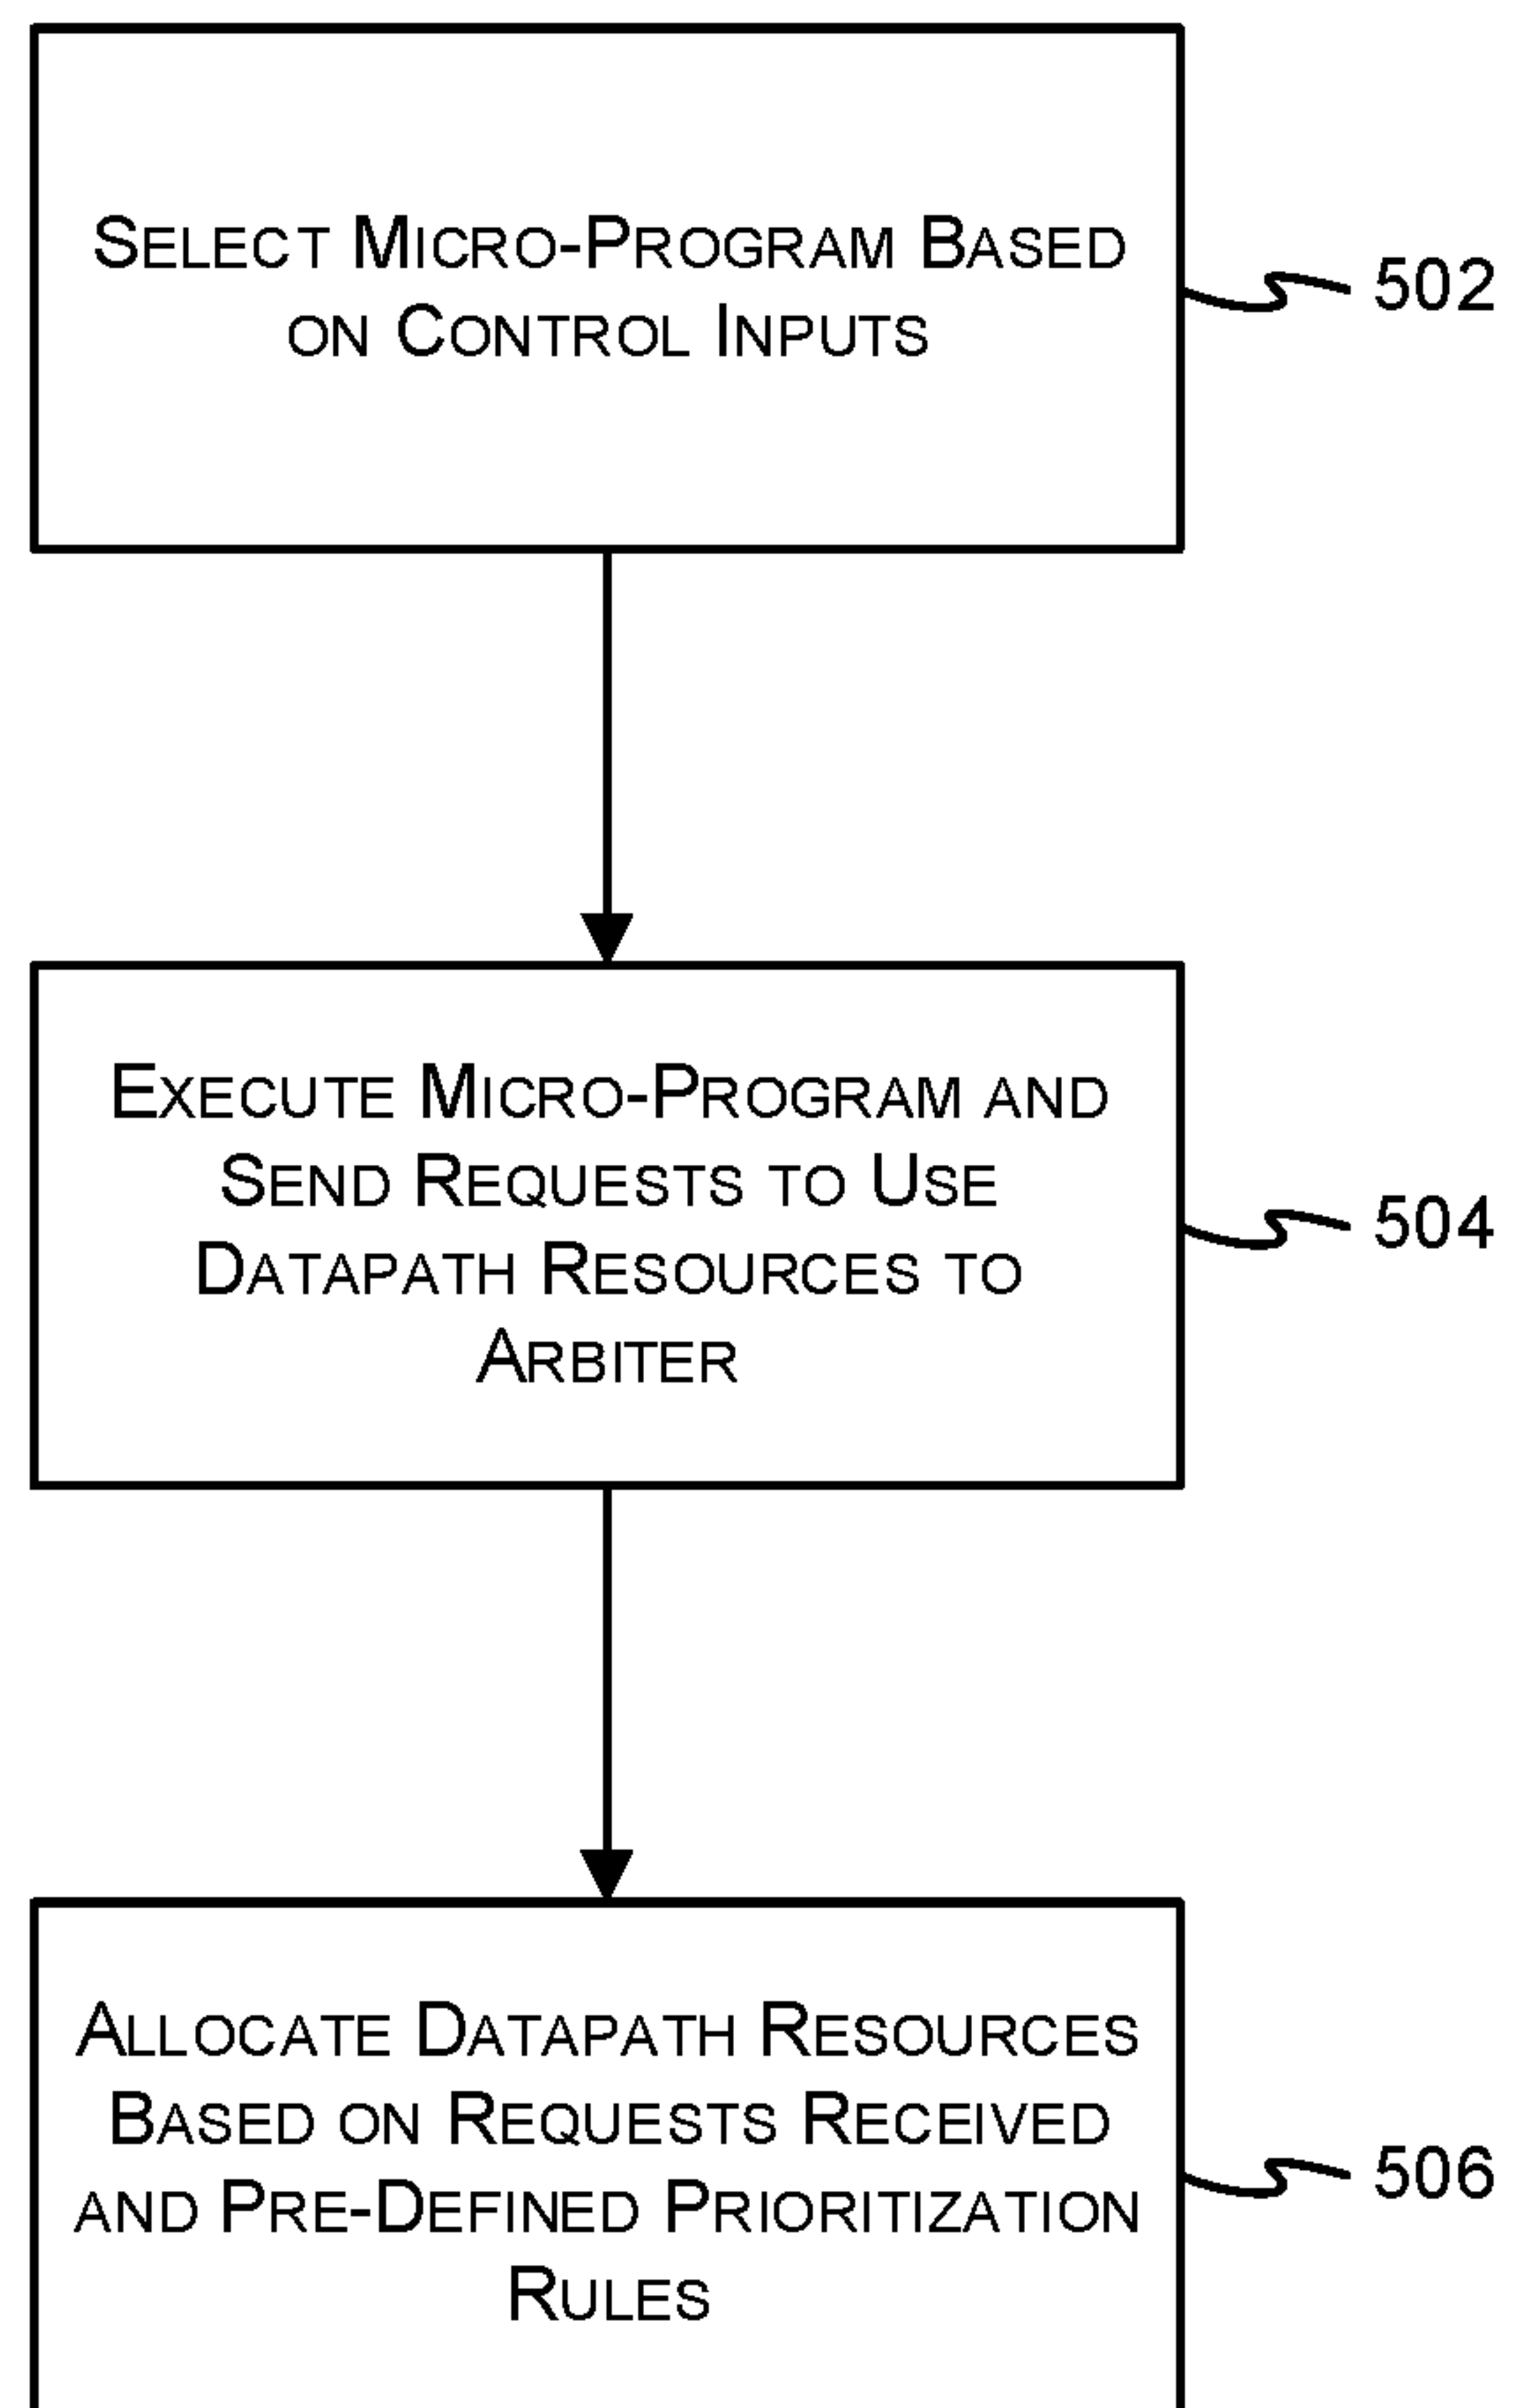 Select Micro-Program Based
on Control Inputs
502
Execute Micro-Program and
Send Requests to Use
Datapath Resources to
Arbiter
504
Allocate Datapath Resources
Based on Requests Received
and Pre-Defined Prioritization
Rules
506